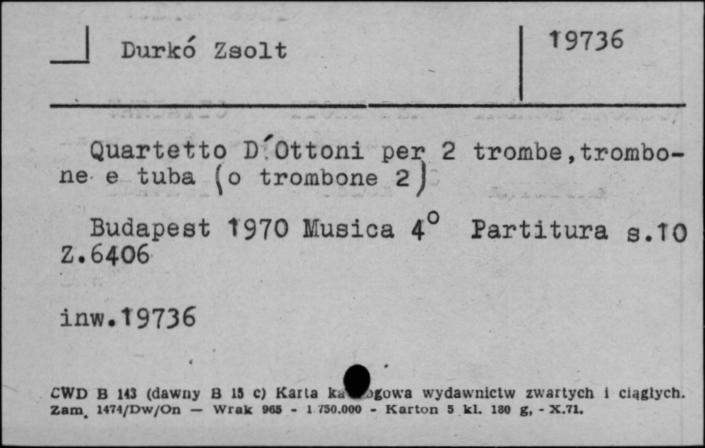 Durkó Zsolt
19736
Quartetto D'Ottoni per 2 trombe, trombo-
ne e tuba (o trombone 2)
Budapest 1970 Musica 4° Partitura s.10
Z.6406
inw.19736
CWD B 143 (dawny B 15 c) Karta katalogowa wydawnictw zwartych i ciągłych.
Zam. 1474/Dw/On — Wrak 965 - 1 750.000 - Karton 5 kl. 180 g. - X.71.